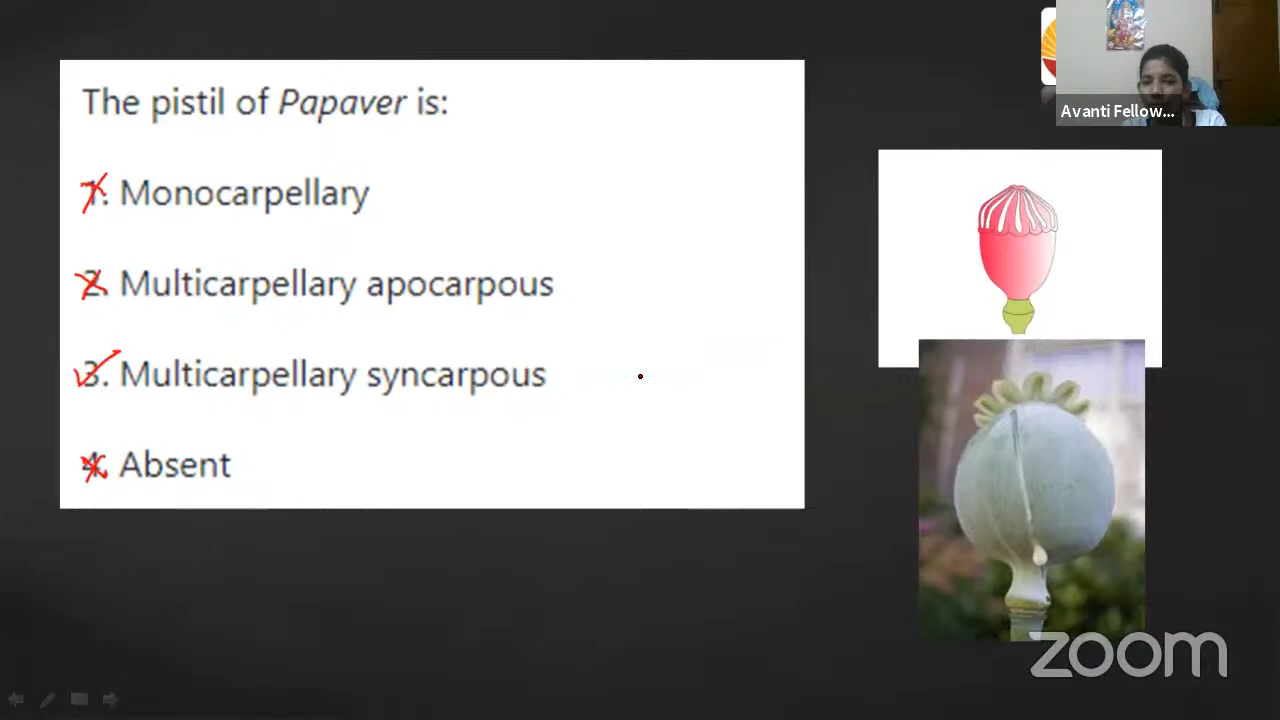 The pistil of Papaver is:
1. Monocarpellary
2. Multicarpellary apocarpous
3. Multicarpellary syncarpous
4. Absent
Avanti Fellow...
zoom